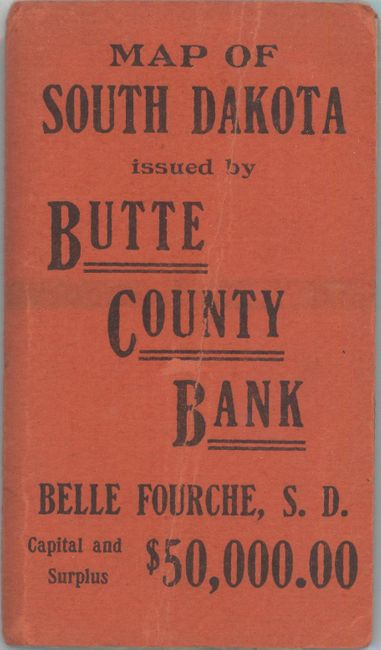 MAP OF
SOUTH DAKOTA
issued by
BUTTE
COUNTY
BANK
BELLE FOURCHE, S. D.
Capital and
Surplus
$50,000.00